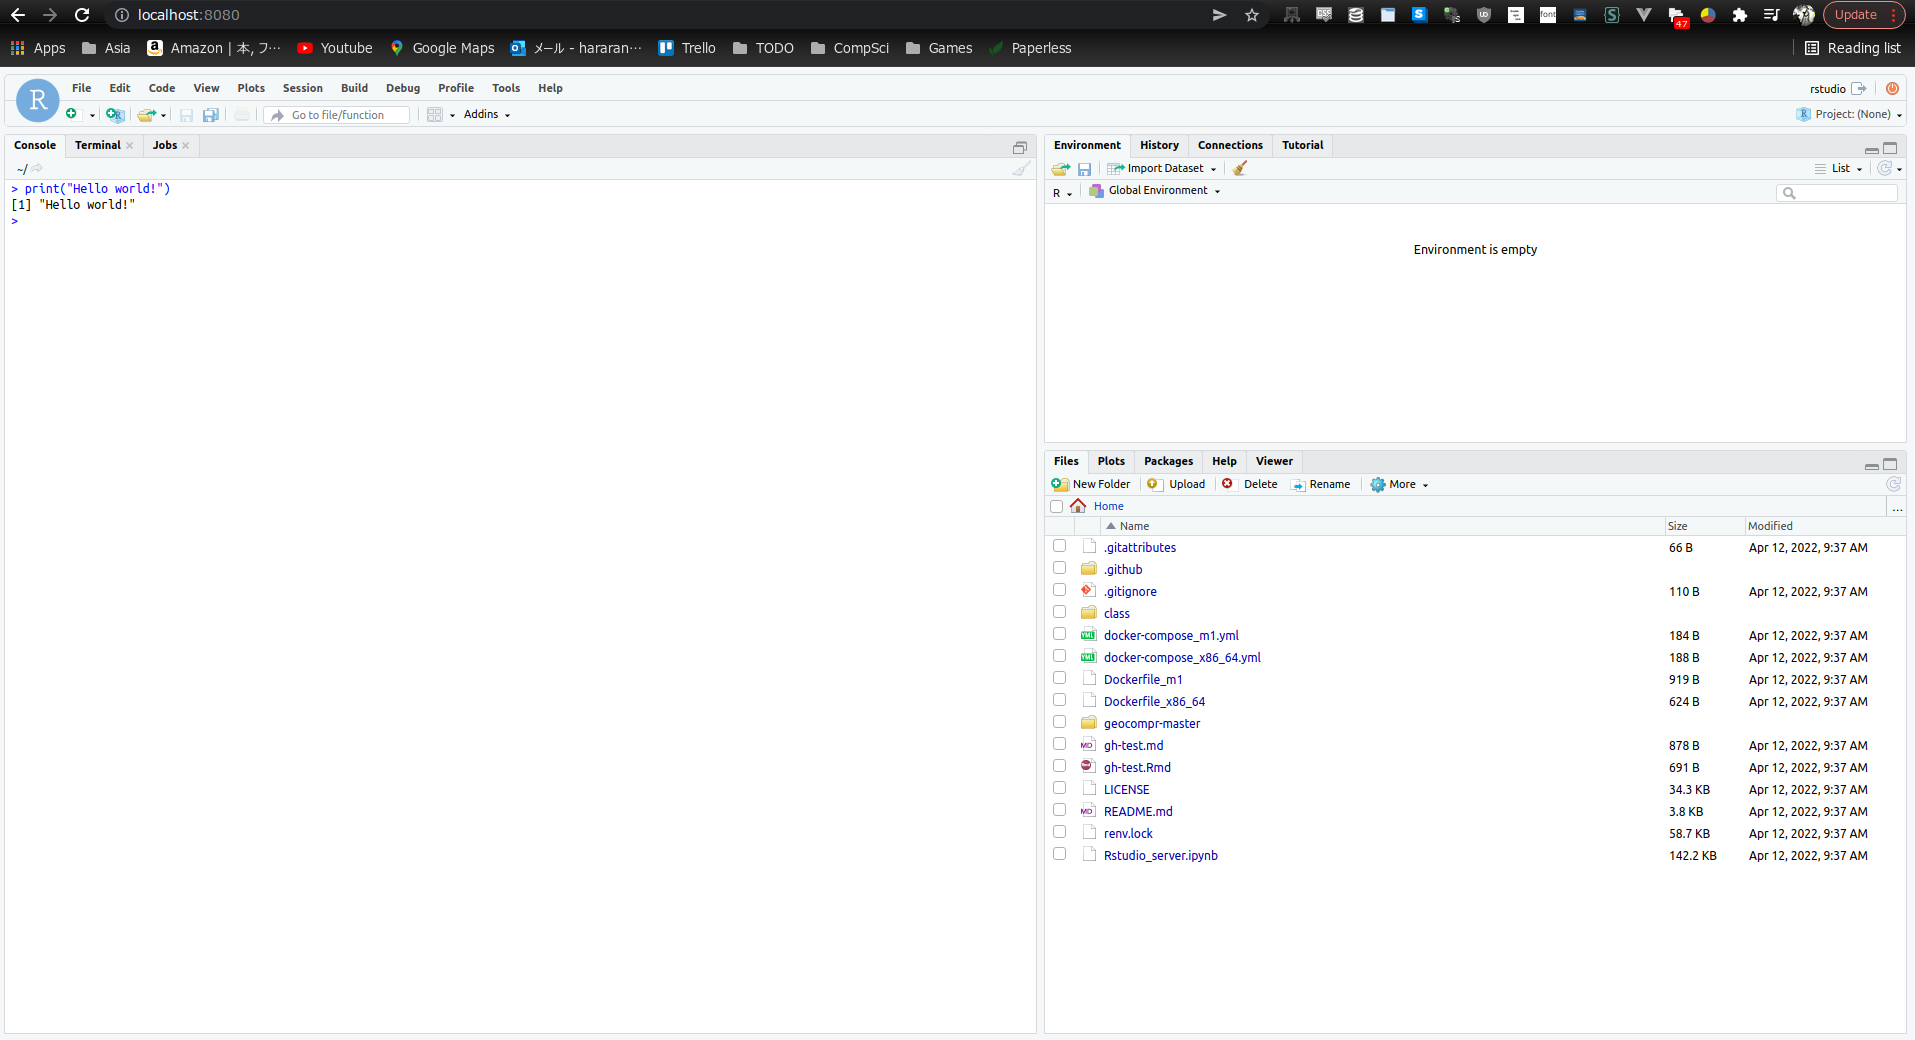 localhost:8080
Update
47
Apps Asia Amazon | 本, フ… Youtube Google Maps メール - hararan… Trello TODO CompSci Games Paperless Reading list
R File Edit Code View Plots Session Build Debug Profile Tools Help rstudio
Go to file/function Addins Project: (None)
Console Terminal Jobs
~/
> print("Hello world!")
[1] "Hello world!"
>
Environment History Connections Tutorial
Import Dataset List
R Global Environment
Environment is empty
Files Plots Packages Help Viewer
New Folder Upload Delete Rename More
Home ...
Name Size Modified
.gitattributes 66 B Apr 12, 2022, 9:37 AM
.github
.gitignore 110 B Apr 12, 2022, 9:37 AM
class
docker-compose_m1.yml 184 B Apr 12, 2022, 9:37 AM
docker-compose_x86_64.yml 188 B Apr 12, 2022, 9:37 AM
Dockerfile_m1 919 B Apr 12, 2022, 9:37 AM
Dockerfile_x86_64 624 B Apr 12, 2022, 9:37 AM
geocompr-master
gh-test.md 878 B Apr 12, 2022, 9:37 AM
gh-test.Rmd 691 B Apr 12, 2022, 9:37 AM
LICENSE 34.3 KB Apr 12, 2022, 9:37 AM
README.md 3.8 KB Apr 12, 2022, 9:37 AM
renv.lock 58.7 KB Apr 12, 2022, 9:37 AM
Rstudio_server.ipynb 142.2 KB Apr 12, 2022, 9:37 AM